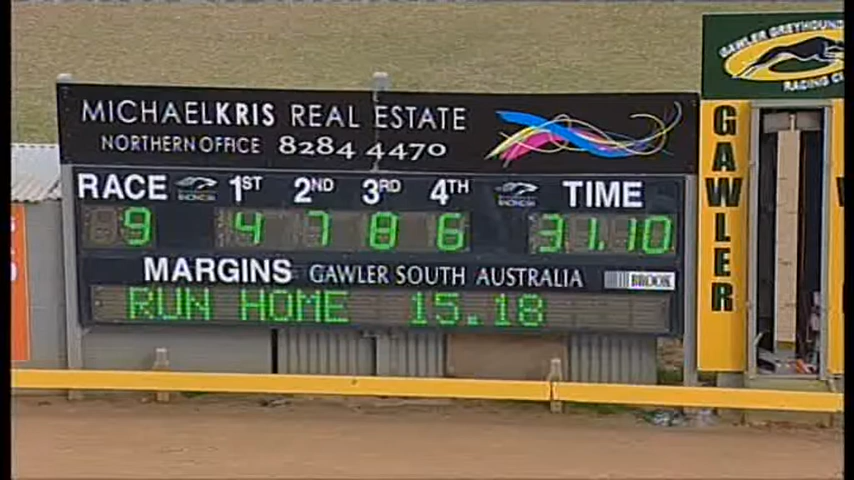 GAWLER GREYHOUND
RACING CLUB
MICHAELKRIS REAL ESTATE
NORTHERN OFFICE 8284 4470
RACE 1ST 2ND 3RD 4TH TIME
9 4 7 8 6 31.10
MARGINS GAWLER SOUTH AUSTRALIA BROOK
RUN HOME 15.18
GAWLER